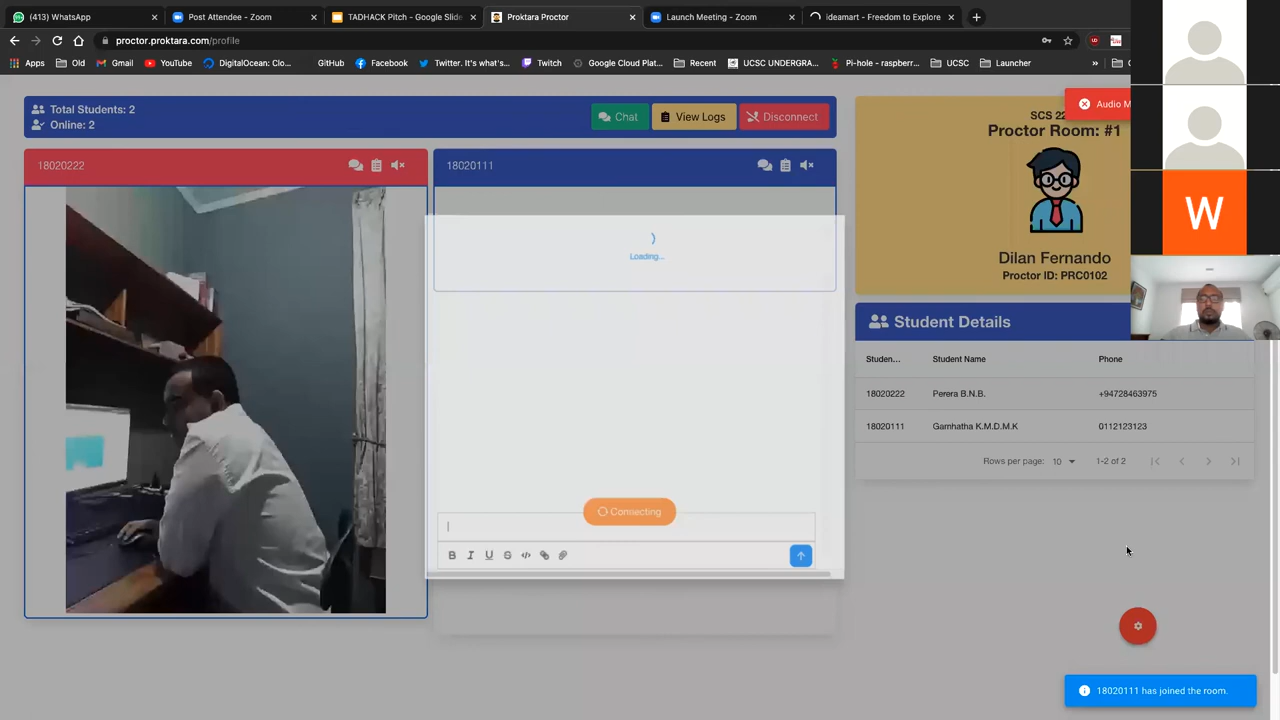 (413) WhatsApp
Post Attendee - Zoom
TADHACK Pitch - Google Slide
Proktara Proctor
Launch Meeting - Zoom
ideamart - Freedom to Explore
proctor.proktara.com/profile
Apps
Old
Gmail
YouTube
DigitalOcean: Clo...
GitHub
Facebook
Twitter. It's what's...
Twitch
Google Cloud Plat...
Recent
UCSC UNDERGRA...
Pi-hole - raspberr...
UCSC
Launcher
»
Total Students: 2
Online: 2
Chat
View Logs
Disconnect
18020222
18020111
Loading...
Connecting
B I U S </>
SCS 22
Proctor Room: #1
Dilan Fernando
Proctor ID: PRC0102
Audio M
W
Student Details
Studen... Student Name Phone
18020222 Perera B.N.B. +94728463975
18020111 Gamhatha K.M.D.M.K 0112123123
Rows per page: 10 1-2 of 2
18020111 has joined the room.